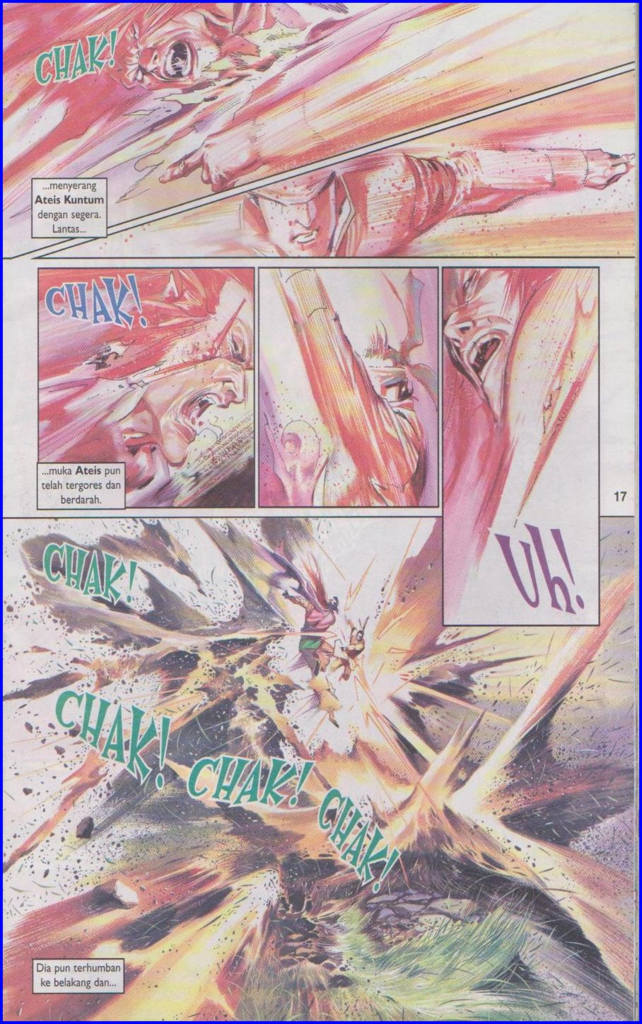 CHAK!
...menyerang
Ateis Kuntum
dengan segera.
Lantas...
CHAK!
...muka Ateis pun
telah tergores dan
berdarah.
Uh!
17
CHAK!
CHAK!
CHAK!
CHAK!
Dia pun terhumban
ke belakang dan...